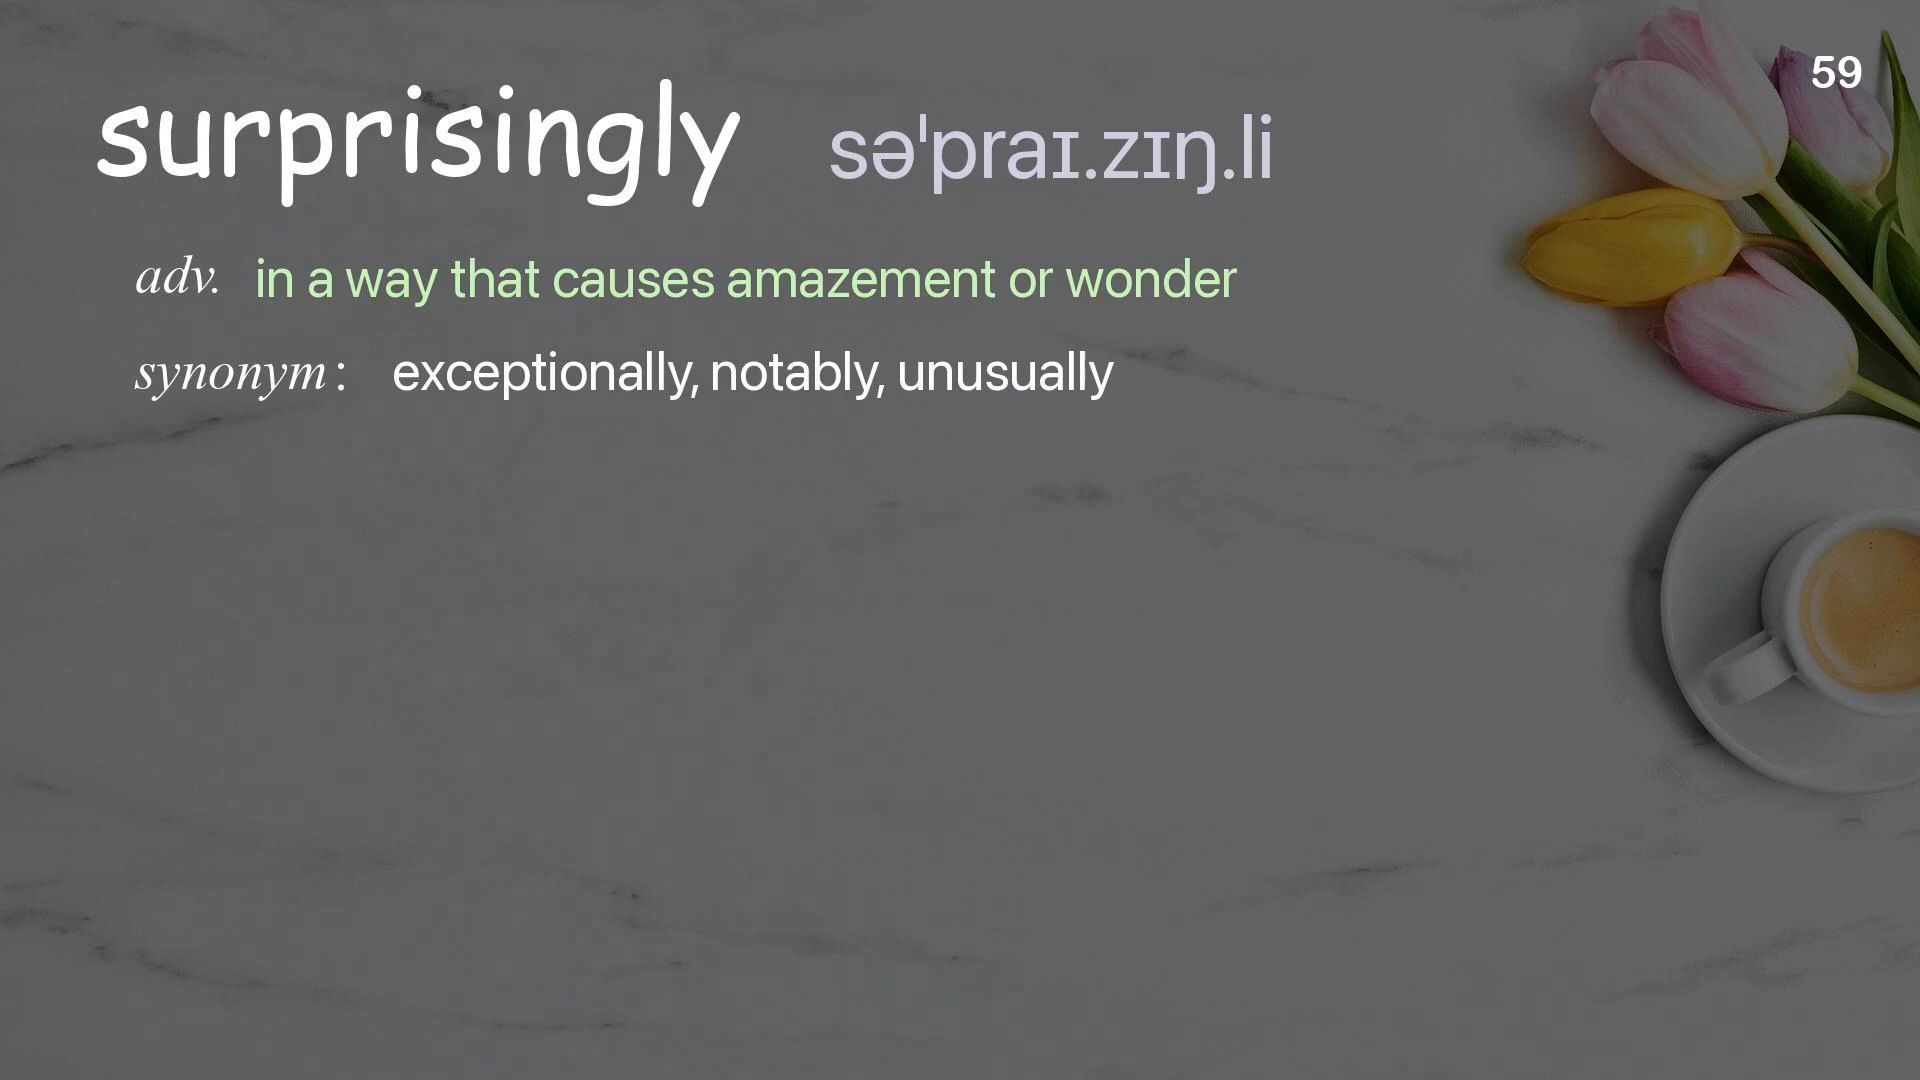 59
surprisingly səˈpraɪ.zɪŋ.li
adv. in a way that causes amazement or wonder
synonym : exceptionally, notably, unusually